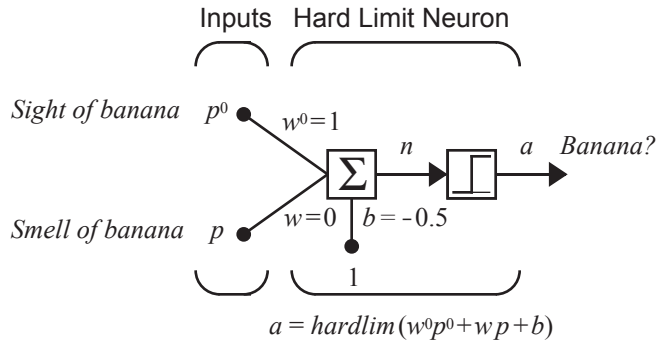 Inputs Hard Limit Neuron
Sight of banana p⁰ w⁰=1
n a Banana?
Σ
Smell of banana p w=0 b = -0.5
1
a = hardlim(w⁰p⁰+wp+b)